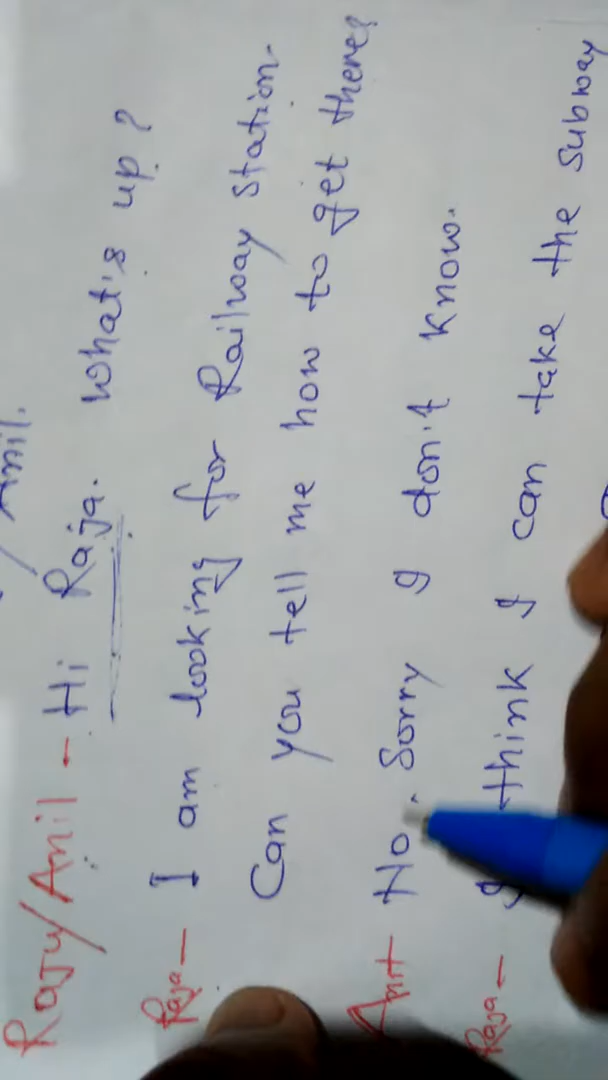 Anil.
Raju/Anil - Hi Raja. What's up?
Raja - I am looking for Railway Station.
Can you tell me how to get there?
No. Sorry I don't know.
Raja - I think I can take the subway